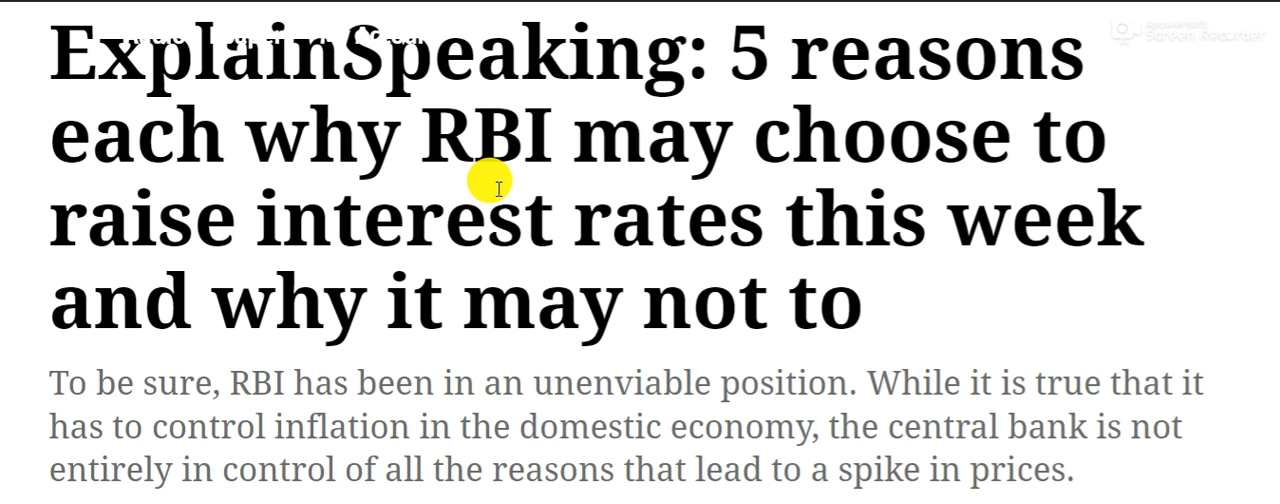 ExplainSpeaking: 5 reasons
each why RBI may choose to
raise interest rates this week
and why it may not to
To be sure, RBI has been in an unenviable position. While it is true that it
has to control inflation in the domestic economy, the central bank is not
entirely in control of all the reasons that lead to a spike in prices.
Screen Recorder